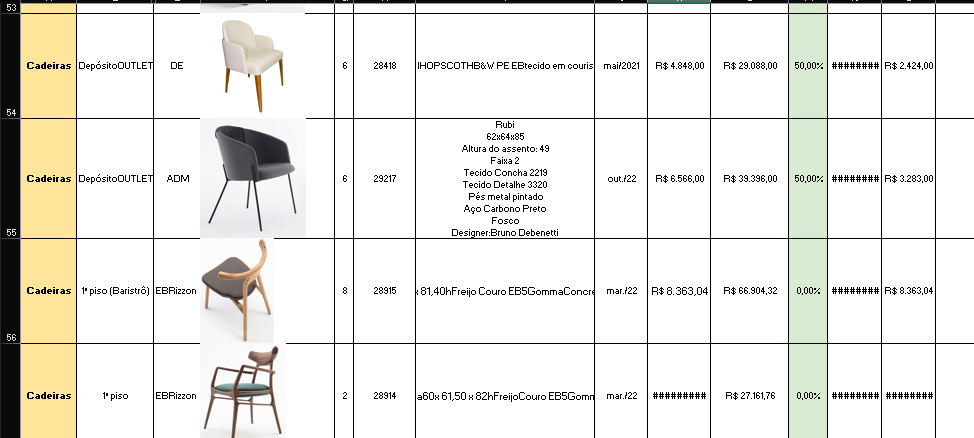 53
Cadeiras DepósitoOUTLET DE 6 28418 IHOPSCOTHB&V PE EBtecido em couris mai/2021 R$ 4.848,00 R$ 29.088,00 50,00% ######## R$ 2.424,00
54
Cadeiras DepósitoOUTLET ADM 6 29217
Rubi
62x64x85
Altura do assento: 49
Faixa 2
Tecido Concha 2219
Tecido Detalhe 3320
Pés metal pintado
Aço Carbono Preto
Fosco
Designer:Bruno Debenetti
out./22 R$ 6.566,00 R$ 39.396,00 50,00% ######## R$ 3.283,00
55
Cadeiras 1º piso (Baristrô) EBRizzon 8 28915 x 81,40hFreijo Couro EB5GommaConcre mar./22 R$ 8.363,04 R$ 66.904,32 0,00% ######## R$ 8.363,04
56
Cadeiras 1º piso EBRizzon 2 28914 a60x 61,50 x 82hFreijoCouro EB5Gomm mar./22 ######### R$ 27.161,76 0,00% ######## ########